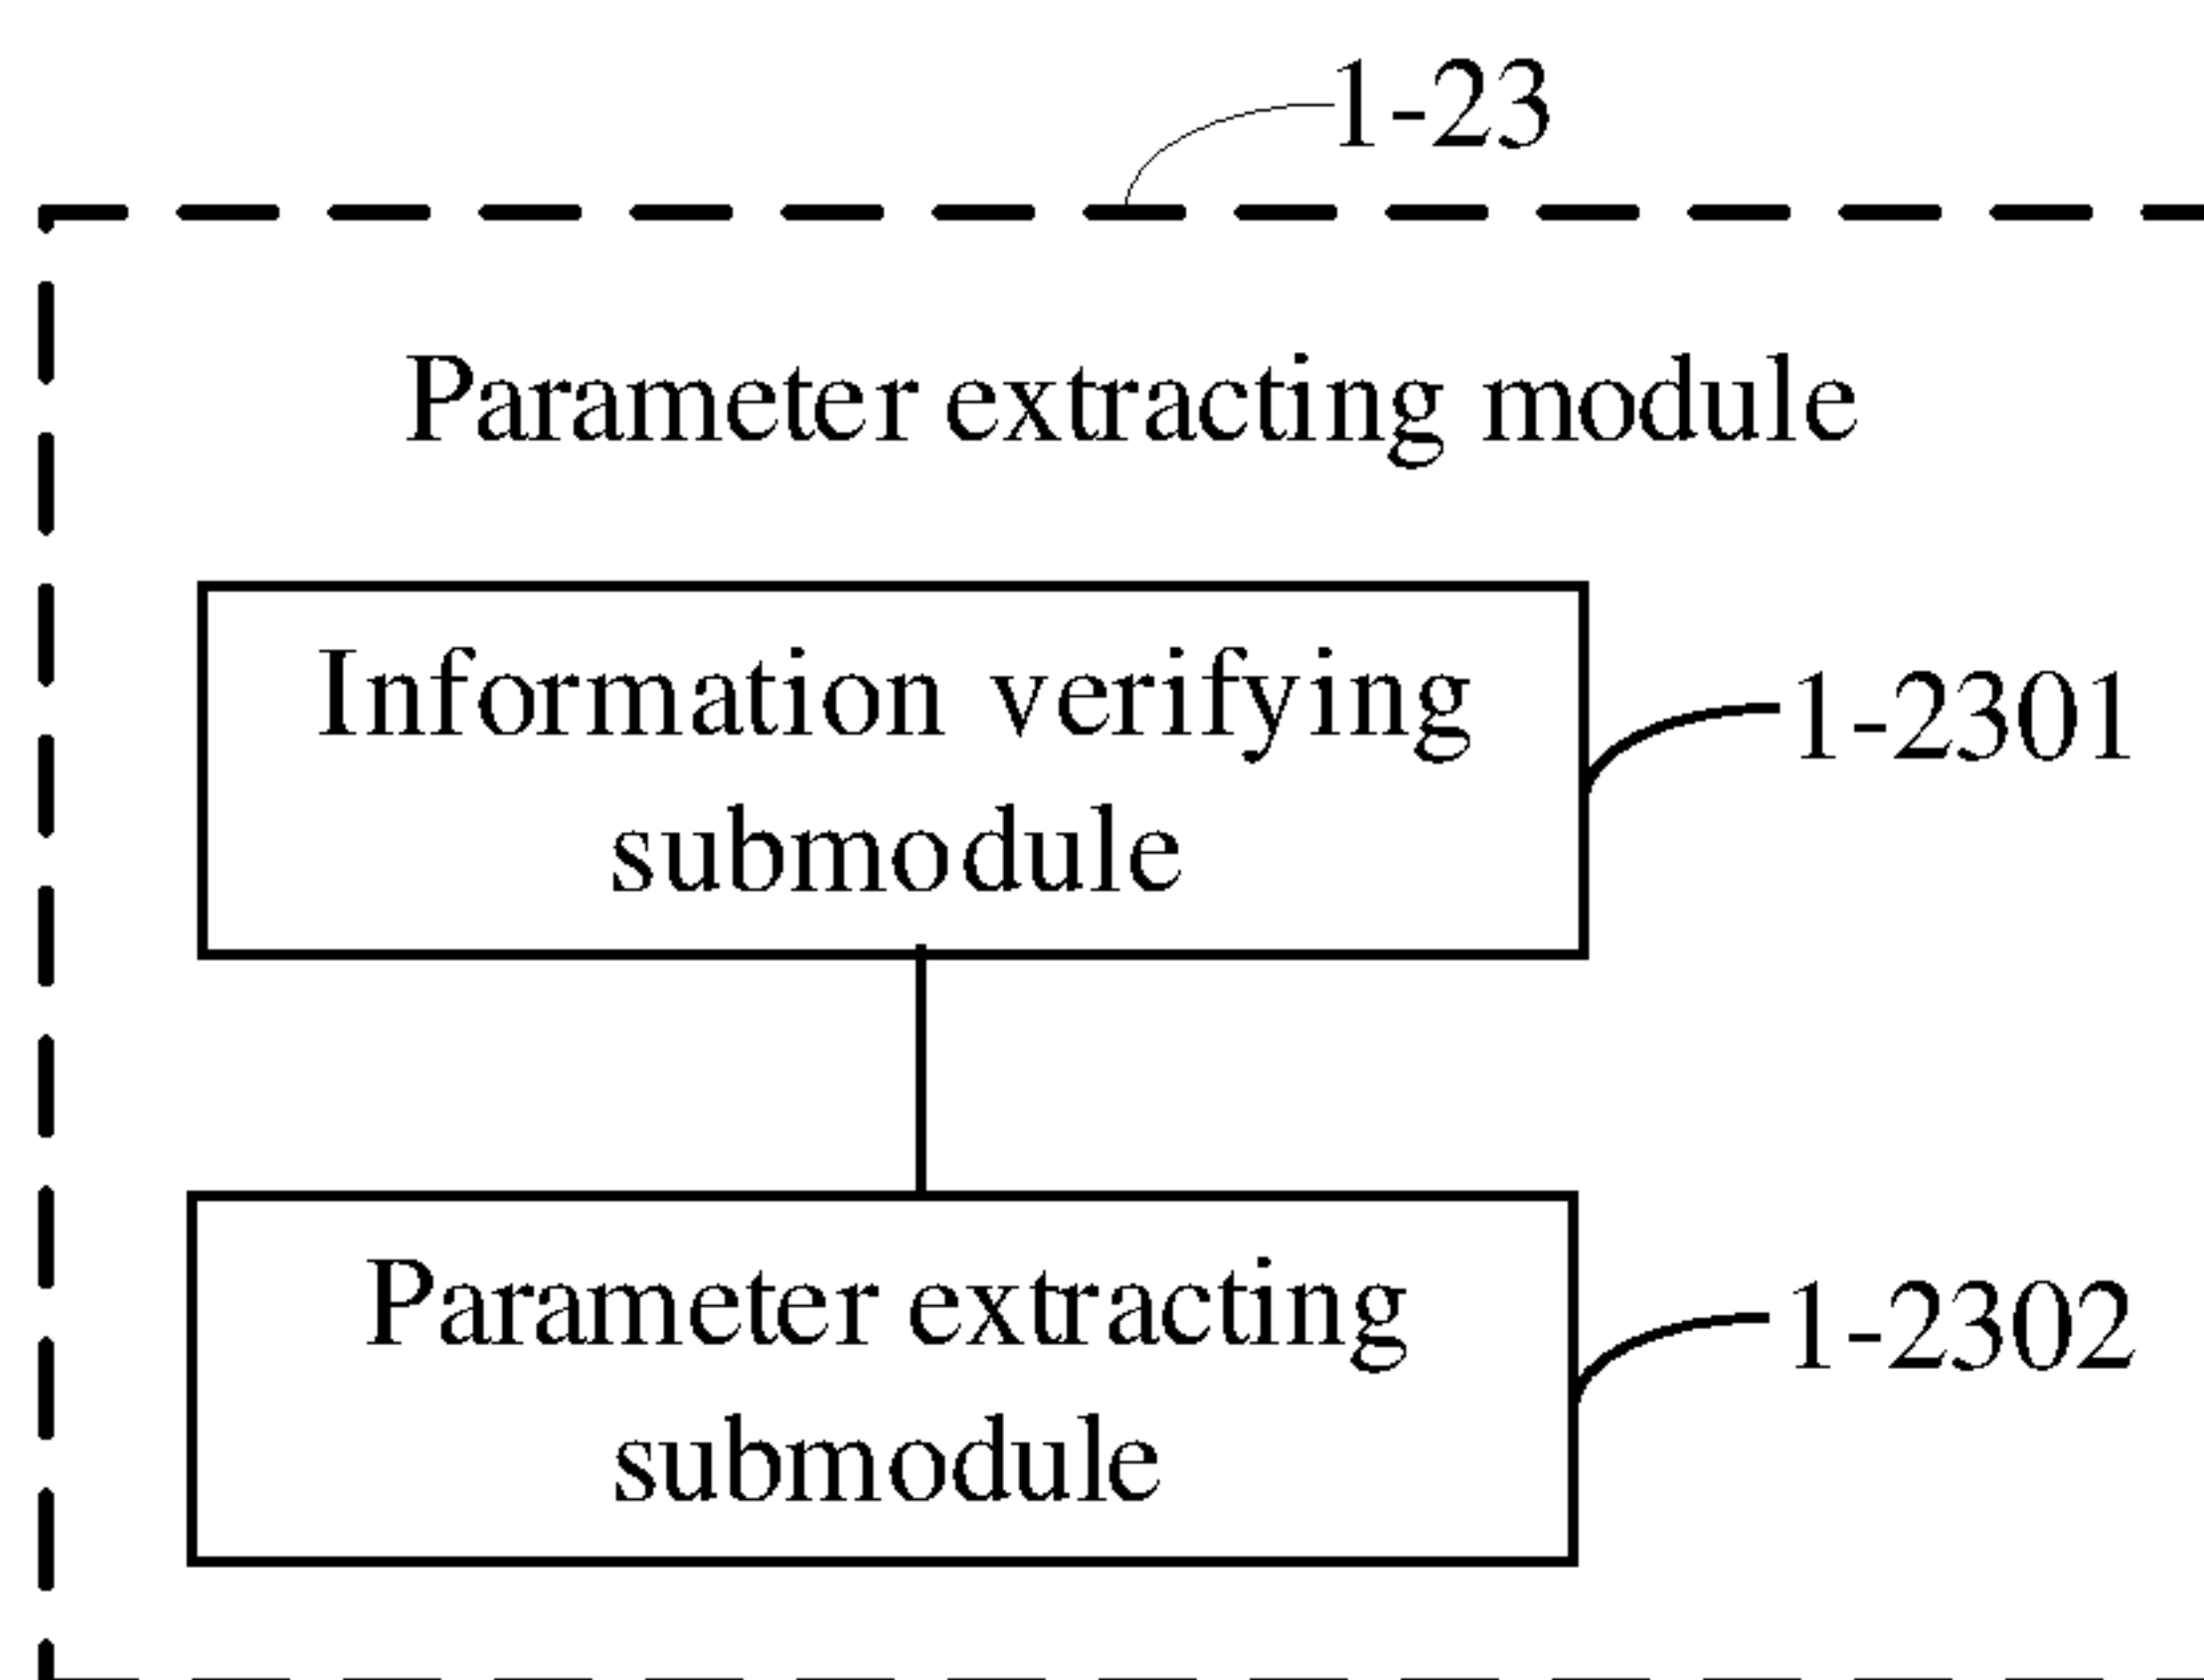 1-23
Parameter extracting module
Information verifying
submodule
1-2301
Parameter extracting
submodule
1-2302